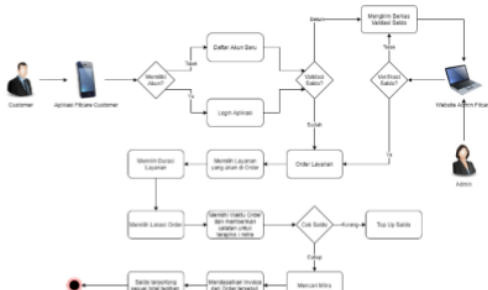 Belum
Mengirim Berkas
Validasi Saldo
Daftar Akun Baru
Tidak
Tidak
Memiliki
Akun?
Validasi
Saldo?
Verifikasi
Saldo?
Customer
Aplikasi Fitcare Customer
Website Admin Fitcare
Ya
Login Aplikasi
Sudah
Ya
Admin
Memilih Durasi
Layanan
Memilih Layanan
yang akan di Order
Order Layanan
Memilih Lokasi Order
Memilih Waktu Order
dan memberikan
catatan untuk
terapis / mitra
Cek Saldo
Kurang
Top Up Saldo
Cukup
Saldo terpotong
sesuai total tagihan
Mendapatkan Invoice
dari Order tersebut
Mencari Mitra